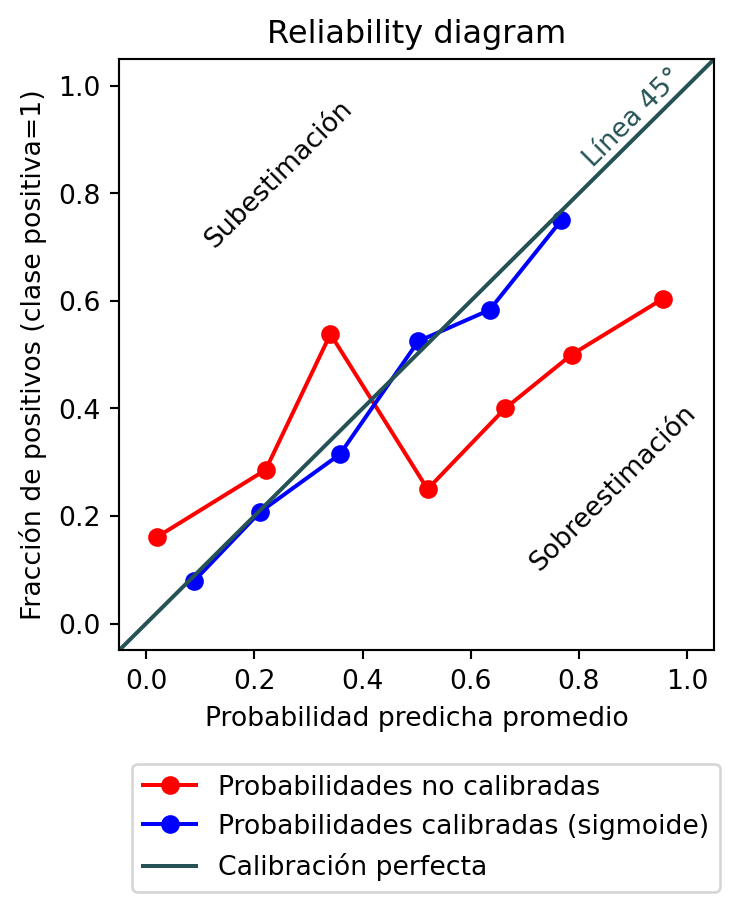 Reliability diagram
Fracción de positivos (clase positiva=1)
1.0
0.8
0.6
0.4
0.2
0.0
Subestimación
Línea 45°
Sobreestimación
0.0 0.2 0.4 0.6 0.8 1.0
Probabilidad predicha promedio
Probabilidades no calibradas
Probabilidades calibradas (sigmoide)
Calibración perfecta